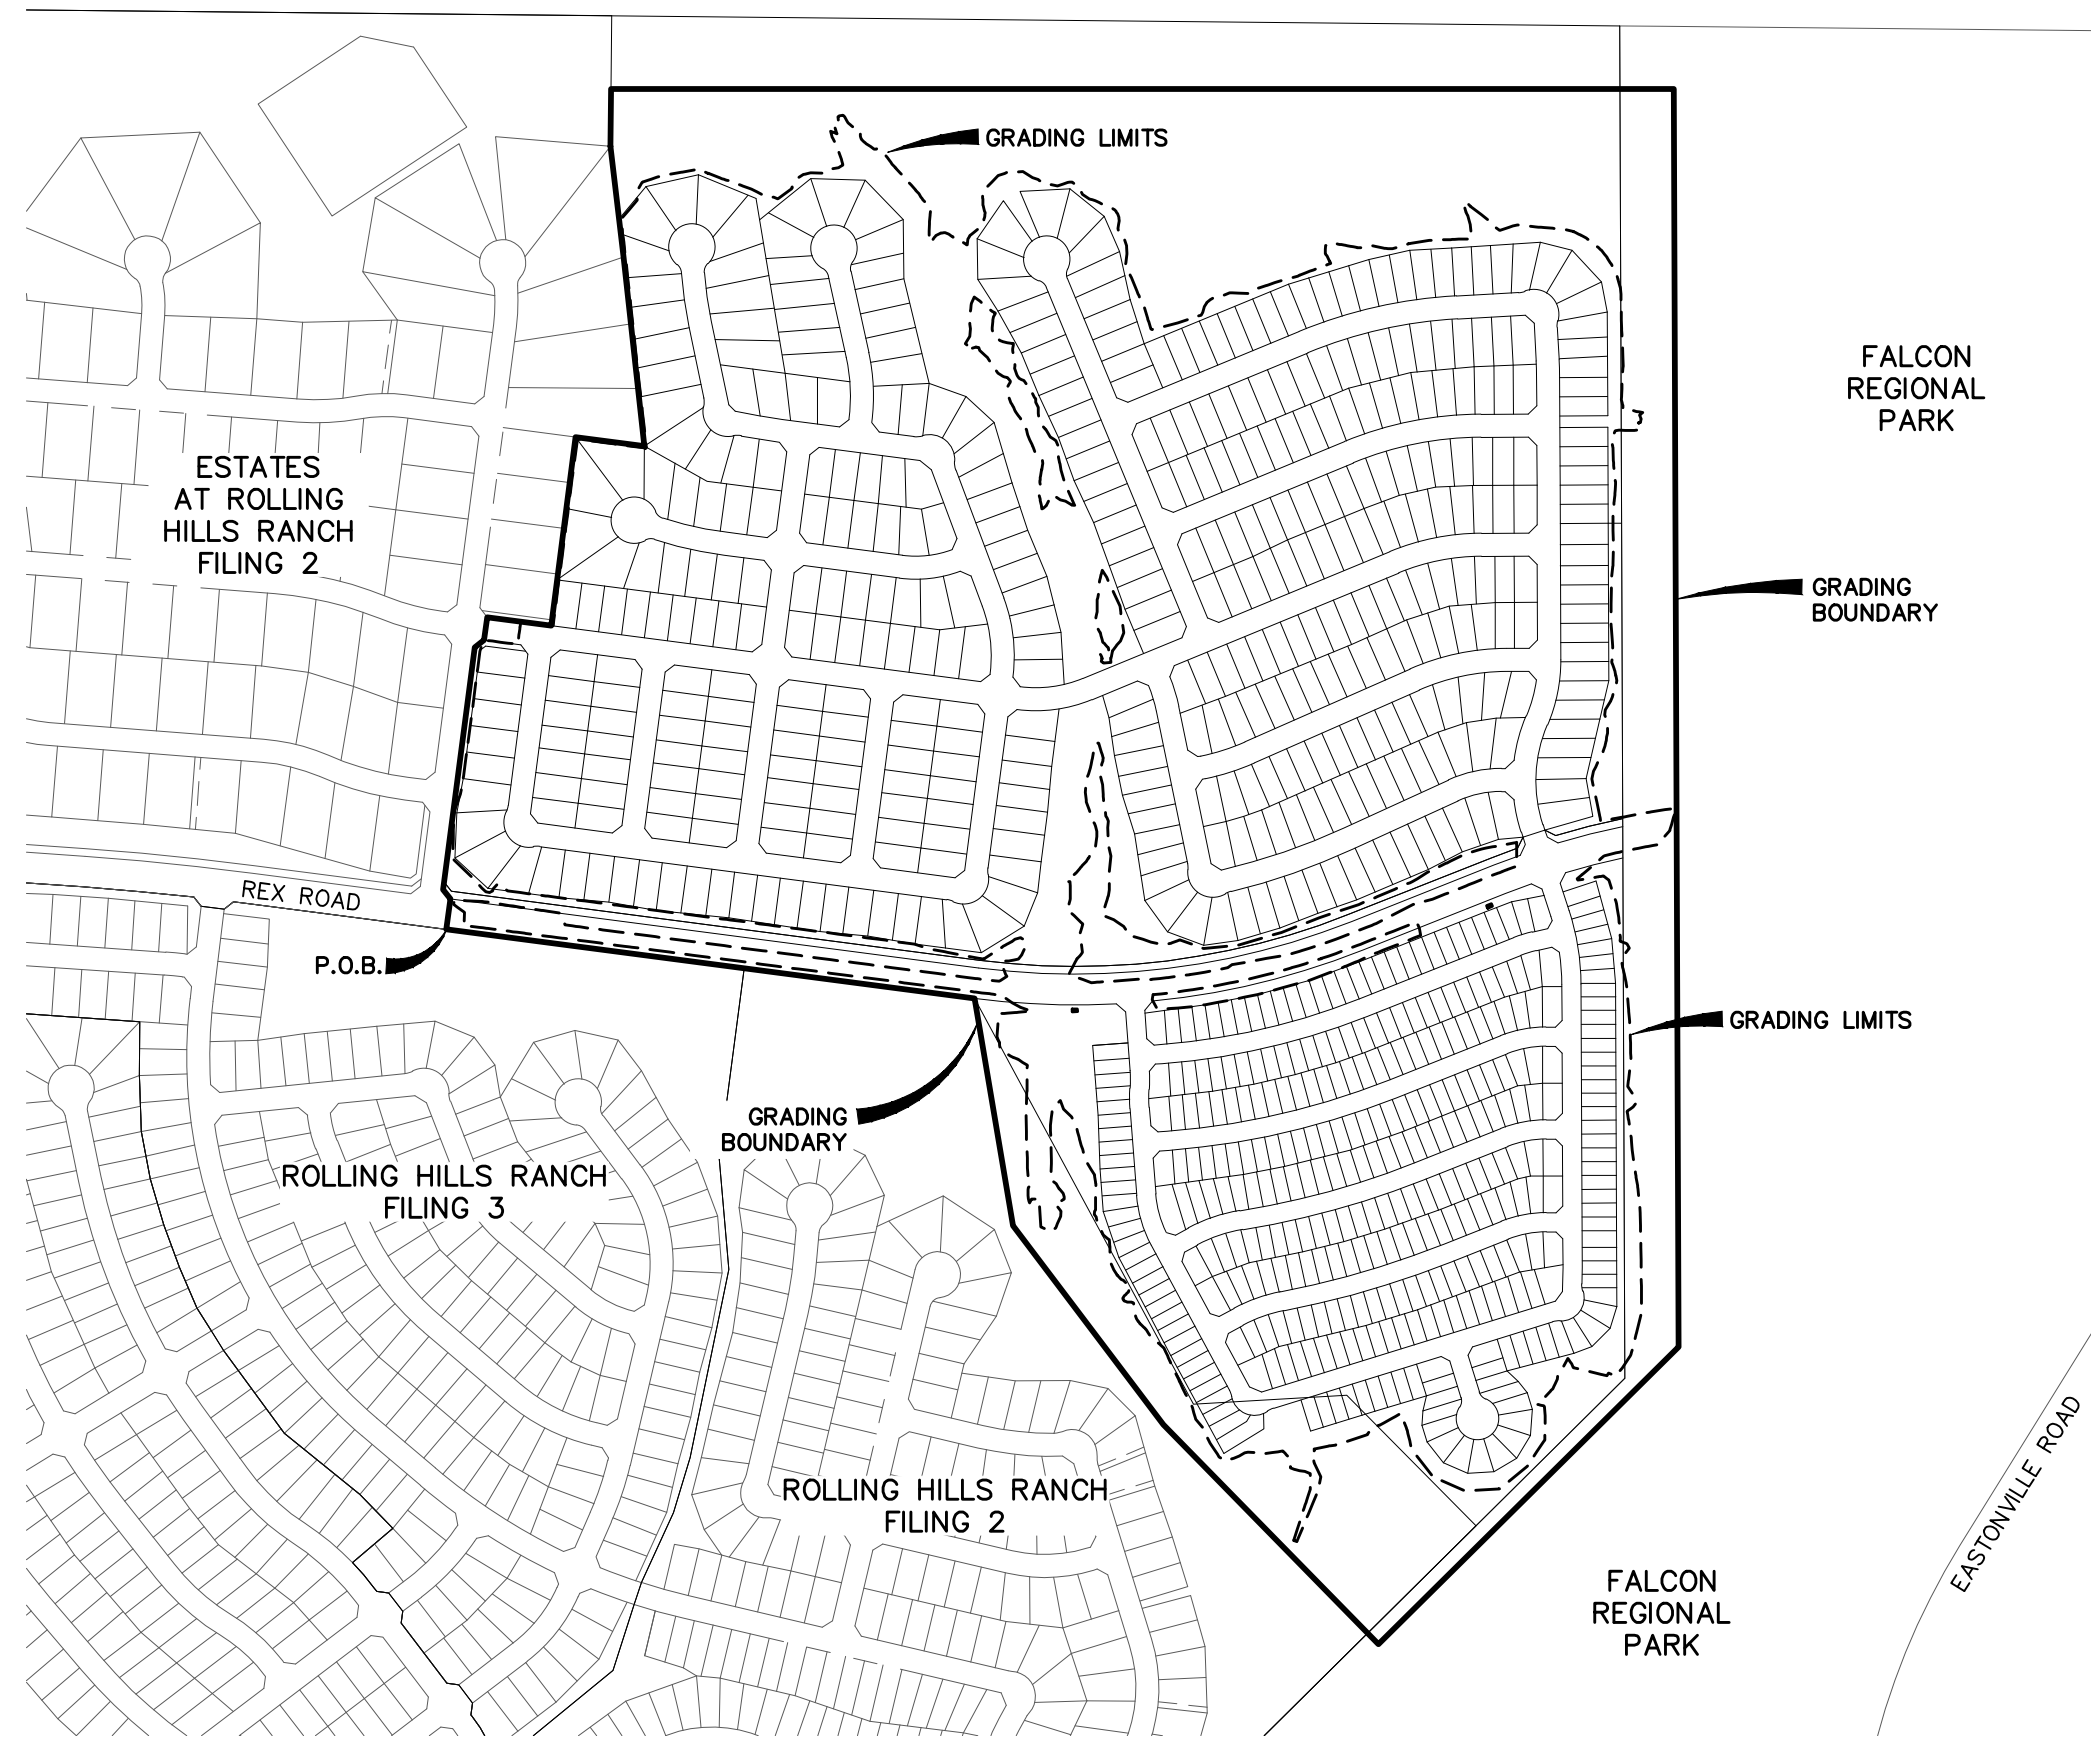 GRADING LIMITS
FALCON
REGIONAL
PARK
ESTATES
AT ROLLING
HILLS RANCH
FILING 2
GRADING
BOUNDARY
REX ROAD
P.O.B.
GRADING LIMITS
GRADING
BOUNDARY
ROLLING HILLS RANCH
FILING 3
ROLLING HILLS RANCH
FILING 2
EASTONVILLE ROAD
FALCON
REGIONAL
PARK